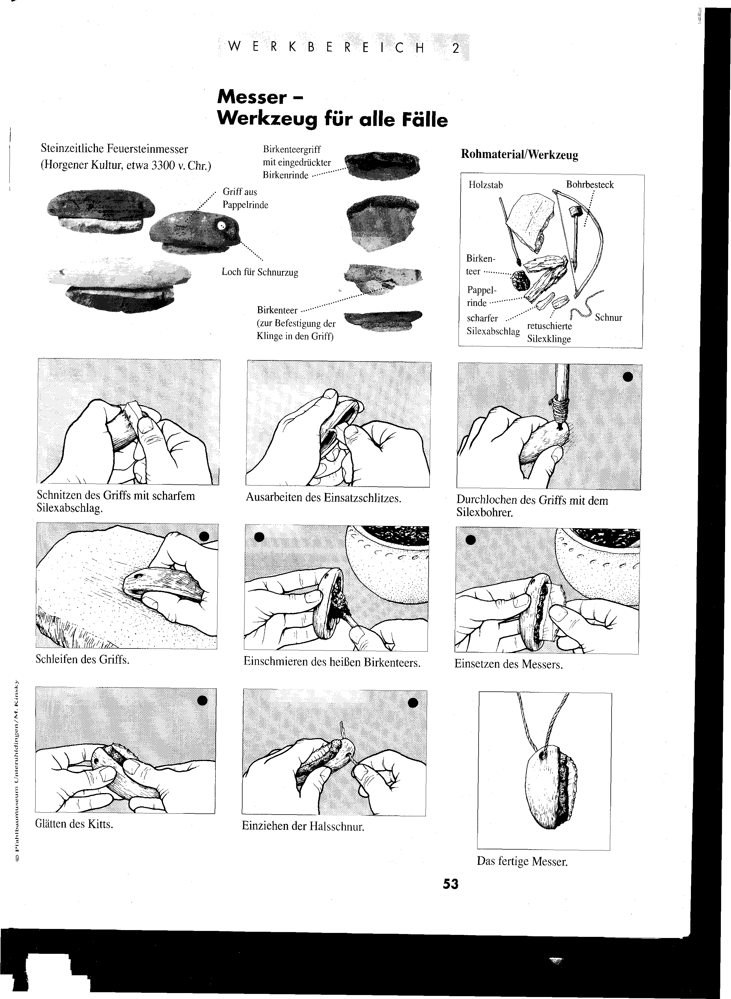 WERKBEREICH 2
Messer –
Werkzeug für alle Fälle
Steinzeitliche Feuersteinmesser
(Horgener Kultur, etwa 3300 v. Chr.)
Griff aus
Pappelrinde
Loch für Schnurzug
Birkenteergriff
mit eingedrückter
Birkenrinde
Birkenteer
(zur Befestigung der
Klinge in den Griff)
Rohmaterial/Werkzeug
Holzstab
Bohrbesteck
Birken-
teer
Pappel-
rinde
scharfer
Silexabschlag
retuschierte
Silexklinge
Schnur
Schnitzen des Griffs mit scharfem
Silexabschlag.
Ausarbeiten des Einsatzschlitzes.
Durchlochen des Griffs mit dem
Silexbohrer.
Schleifen des Griffs.
Einschmieren des heißen Birkenteers.
Einsetzen des Messers.
Glätten des Kitts.
Einziehen der Halsschnur.
Das fertige Messer.
© Pfahlbaumuseum Unteruhldingen/M. Kinsky
53